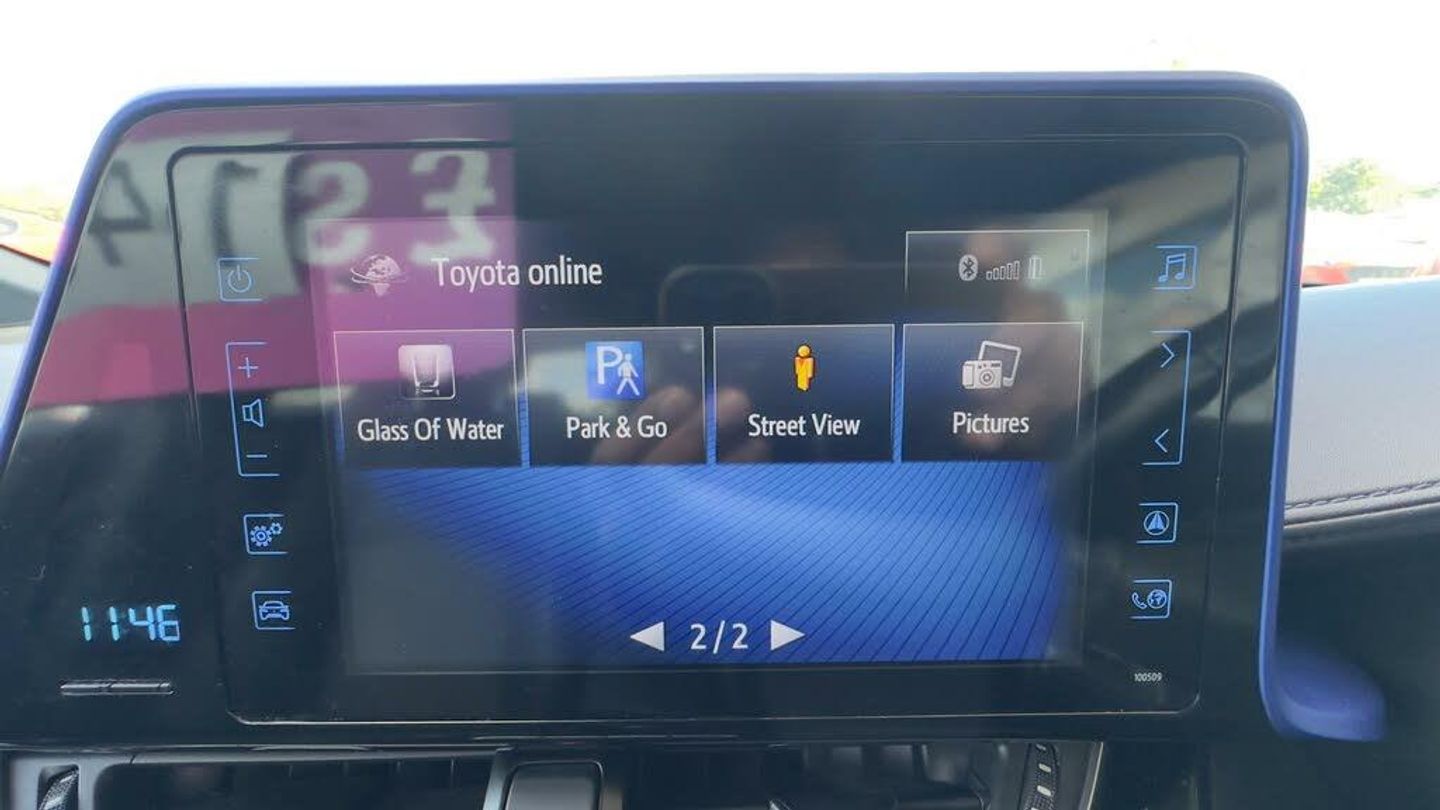 Toyota online
Glass Of Water
P
Park & Go
Street View
Pictures
11:46
2/2
100509